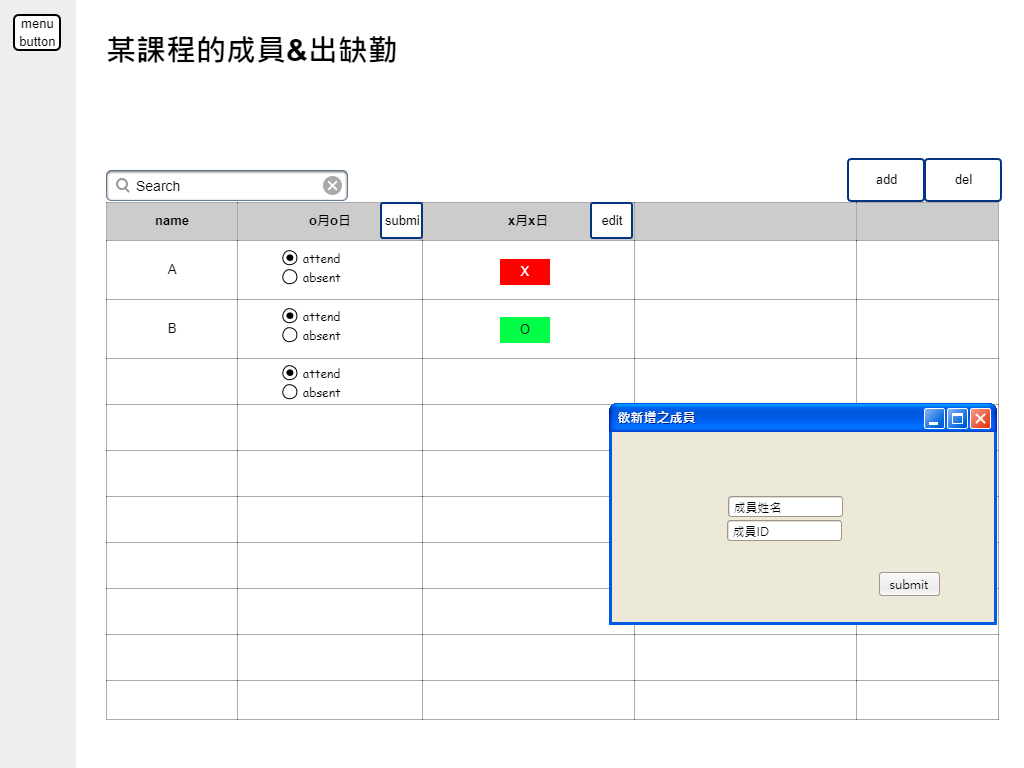 menu
button
某課程的成員&出缺勤
Search
add
del
name
o月o日
submi
x月x日
edit
A
attend
absent
X
B
attend
absent
O
attend
absent
欲新增之成員
成員姓名
成員ID
submit